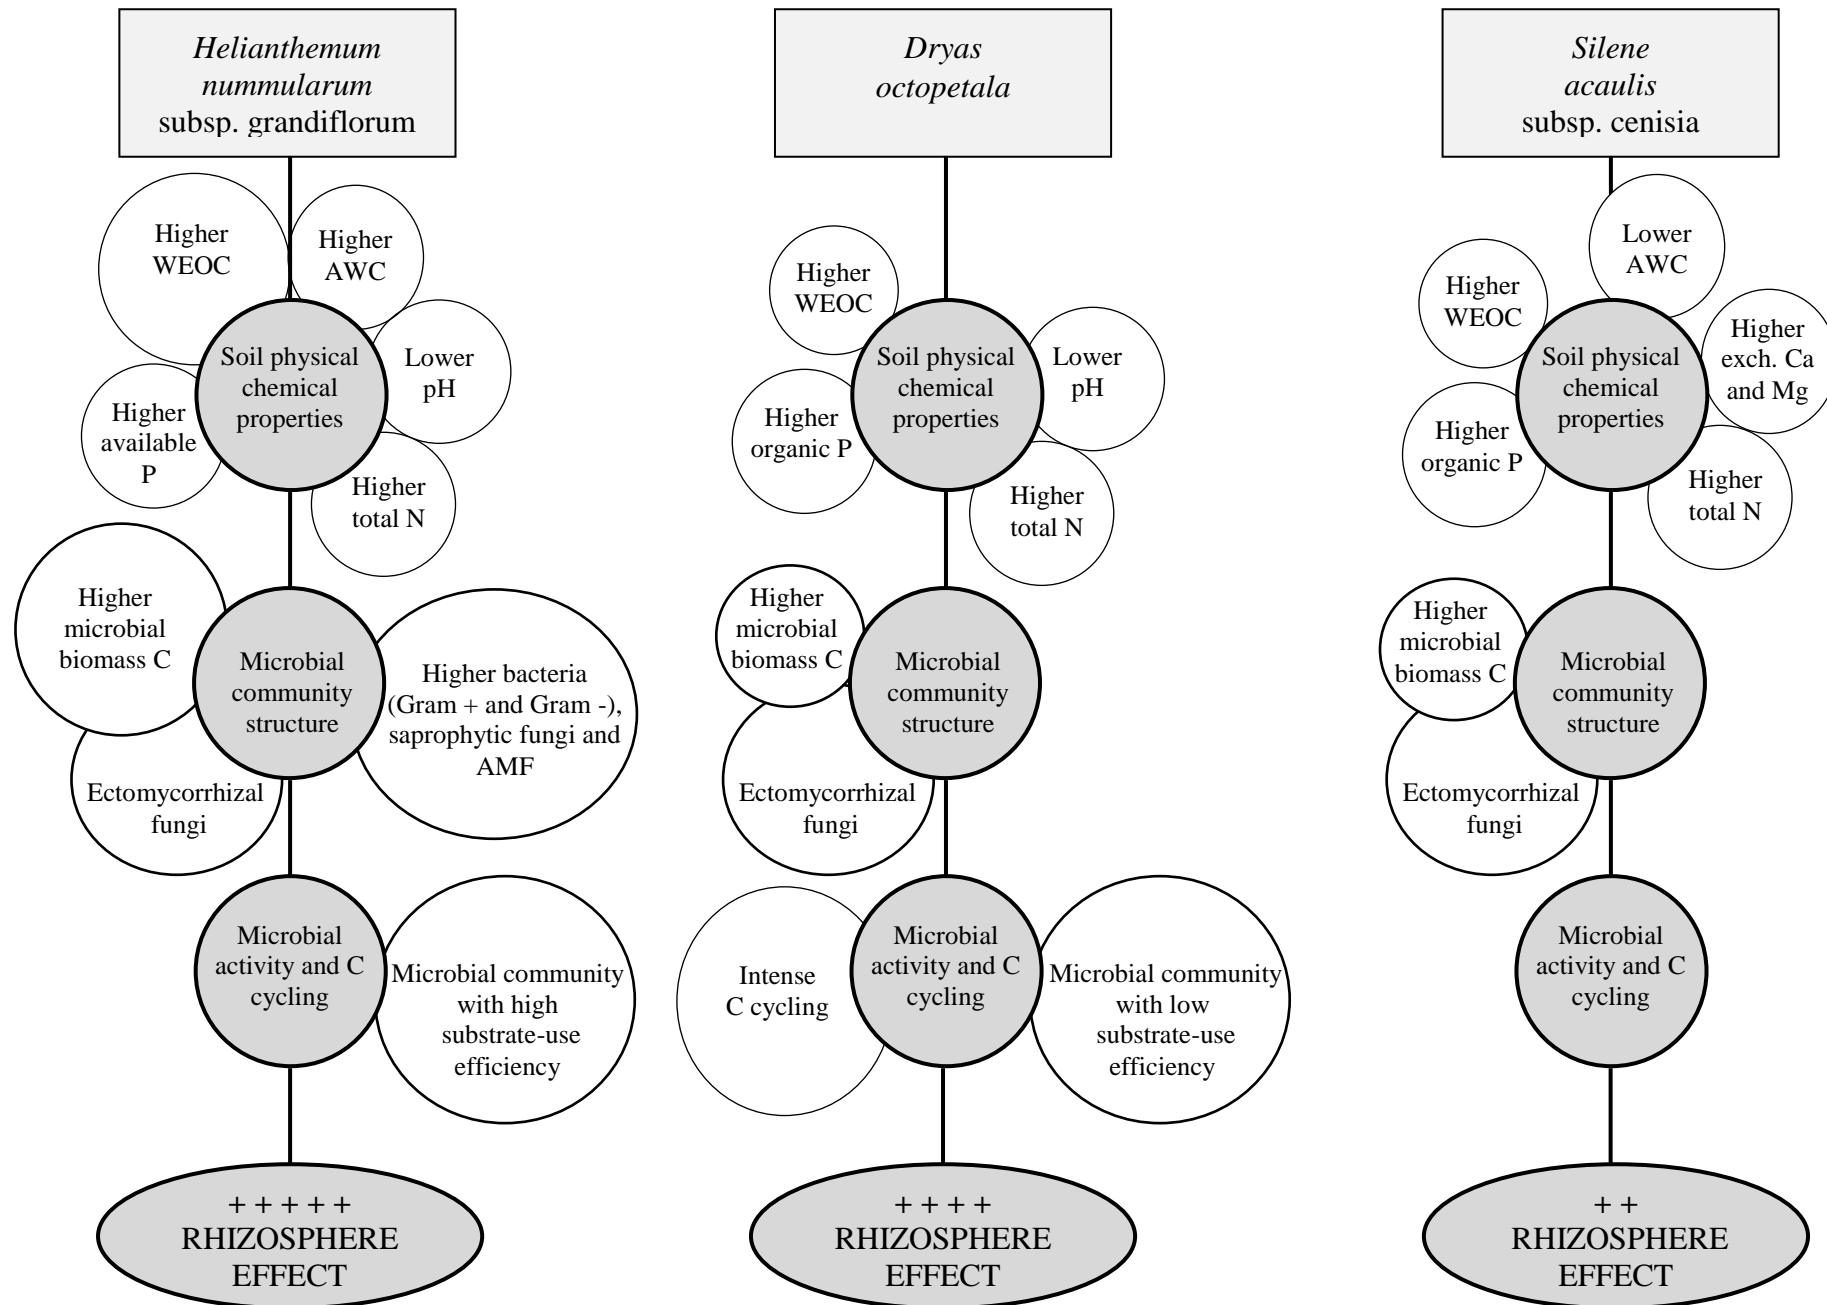 Helianthemum
nummularum
subsp. grandiflorum
Higher
WEOC
Higher
AWC
Lower
pH
Higher
available
P
Higher
total N
Soil physical
chemical
properties
Higher
microbial
biomass C
Ectomycorrhizal
fungi
Microbial
community
structure
Higher bacteria
(Gram + and Gram -),
saprophytic fungi and
AMF
Microbial
activity and C
cycling
Microbial community
with high
substrate-use
efficiency
+ + + + +
RHIZOSPHERE
EFFECT
Dryas
octopetala
Higher
WEOC
Lower
pH
Higher
organic P
Higher
total N
Soil physical
chemical
properties
Higher
microbial
biomass C
Ectomycorrhizal
fungi
Microbial
community
structure
Intense
C cycling
Microbial
activity and C
cycling
Microbial community
with low
substrate-use
efficiency
+ + + +
RHIZOSPHERE
EFFECT
Silene
acaulis
subsp. cenisia
Lower
AWC
Higher
WEOC
Higher
exch. Ca
and Mg
Higher
organic P
Higher
total N
Soil physical
chemical
properties
Higher
microbial
biomass C
Ectomycorrhizal
fungi
Microbial
community
structure
Microbial
activity and C
cycling
+ +
RHIZOSPHERE
EFFECT